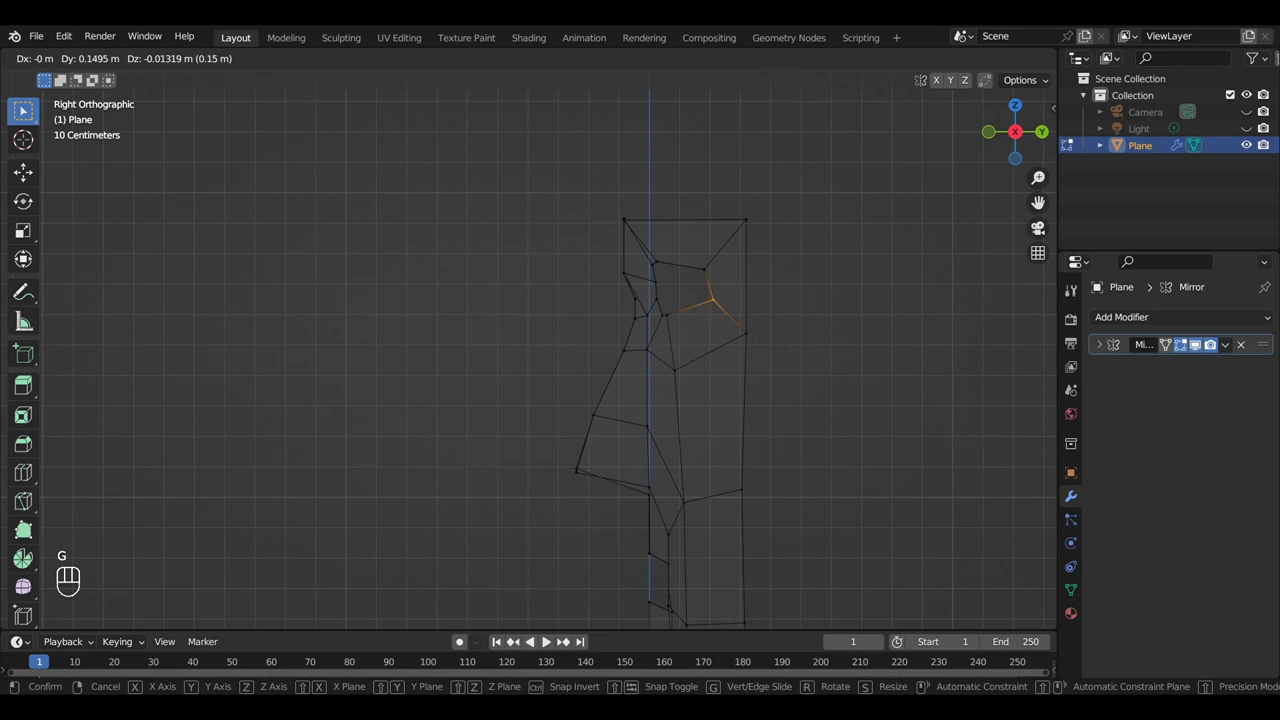 File Edit Render Window Help Layout Modeling Sculpting UV Editing Texture Paint Shading Animation Rendering Compositing Geometry Nodes Scripting + Scene ViewLayer
Dx: -0 m Dy: 0.1495 m Dz: -0.01319 m (0.15 m)
X Y Z Options
Right Orthographic
(1) Plane
10 Centimeters
Z
X Y
Scene Collection
Collection
Camera
Light
Plane
Plane > Mirror
Add Modifier
Mi...
G
Playback Keying View Marker 1 Start 1 End 250
1 10 20 30 40 50 60 70 80 90 100 110 120 130 140 150 160 170 180 190 200 210 220 230 240 250
Confirm Cancel X X Axis Y Y Axis Z Z Axis X X Plane Y Y Plane Z Z Plane Ctrl Snap Invert Snap Toggle G Vert/Edge Slide R Rotate S Resize Automatic Constraint Automatic Constraint Plane Precision Mode